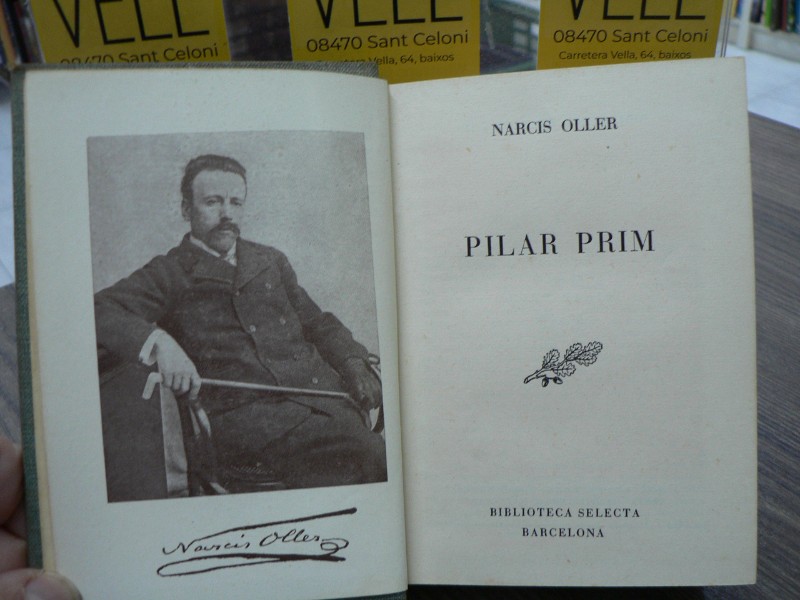 VELL
08470 Sant Celoni
VELL
08470 Sant Celoni
Carretera Vella, 64, baixos
VELL
08470 Sant Celoni
Carretera Vella, 64, baixos
Narcís Oller
NARCIS OLLER
PILAR PRIM
BIBLIOTECA SELECTA
BARCELONA